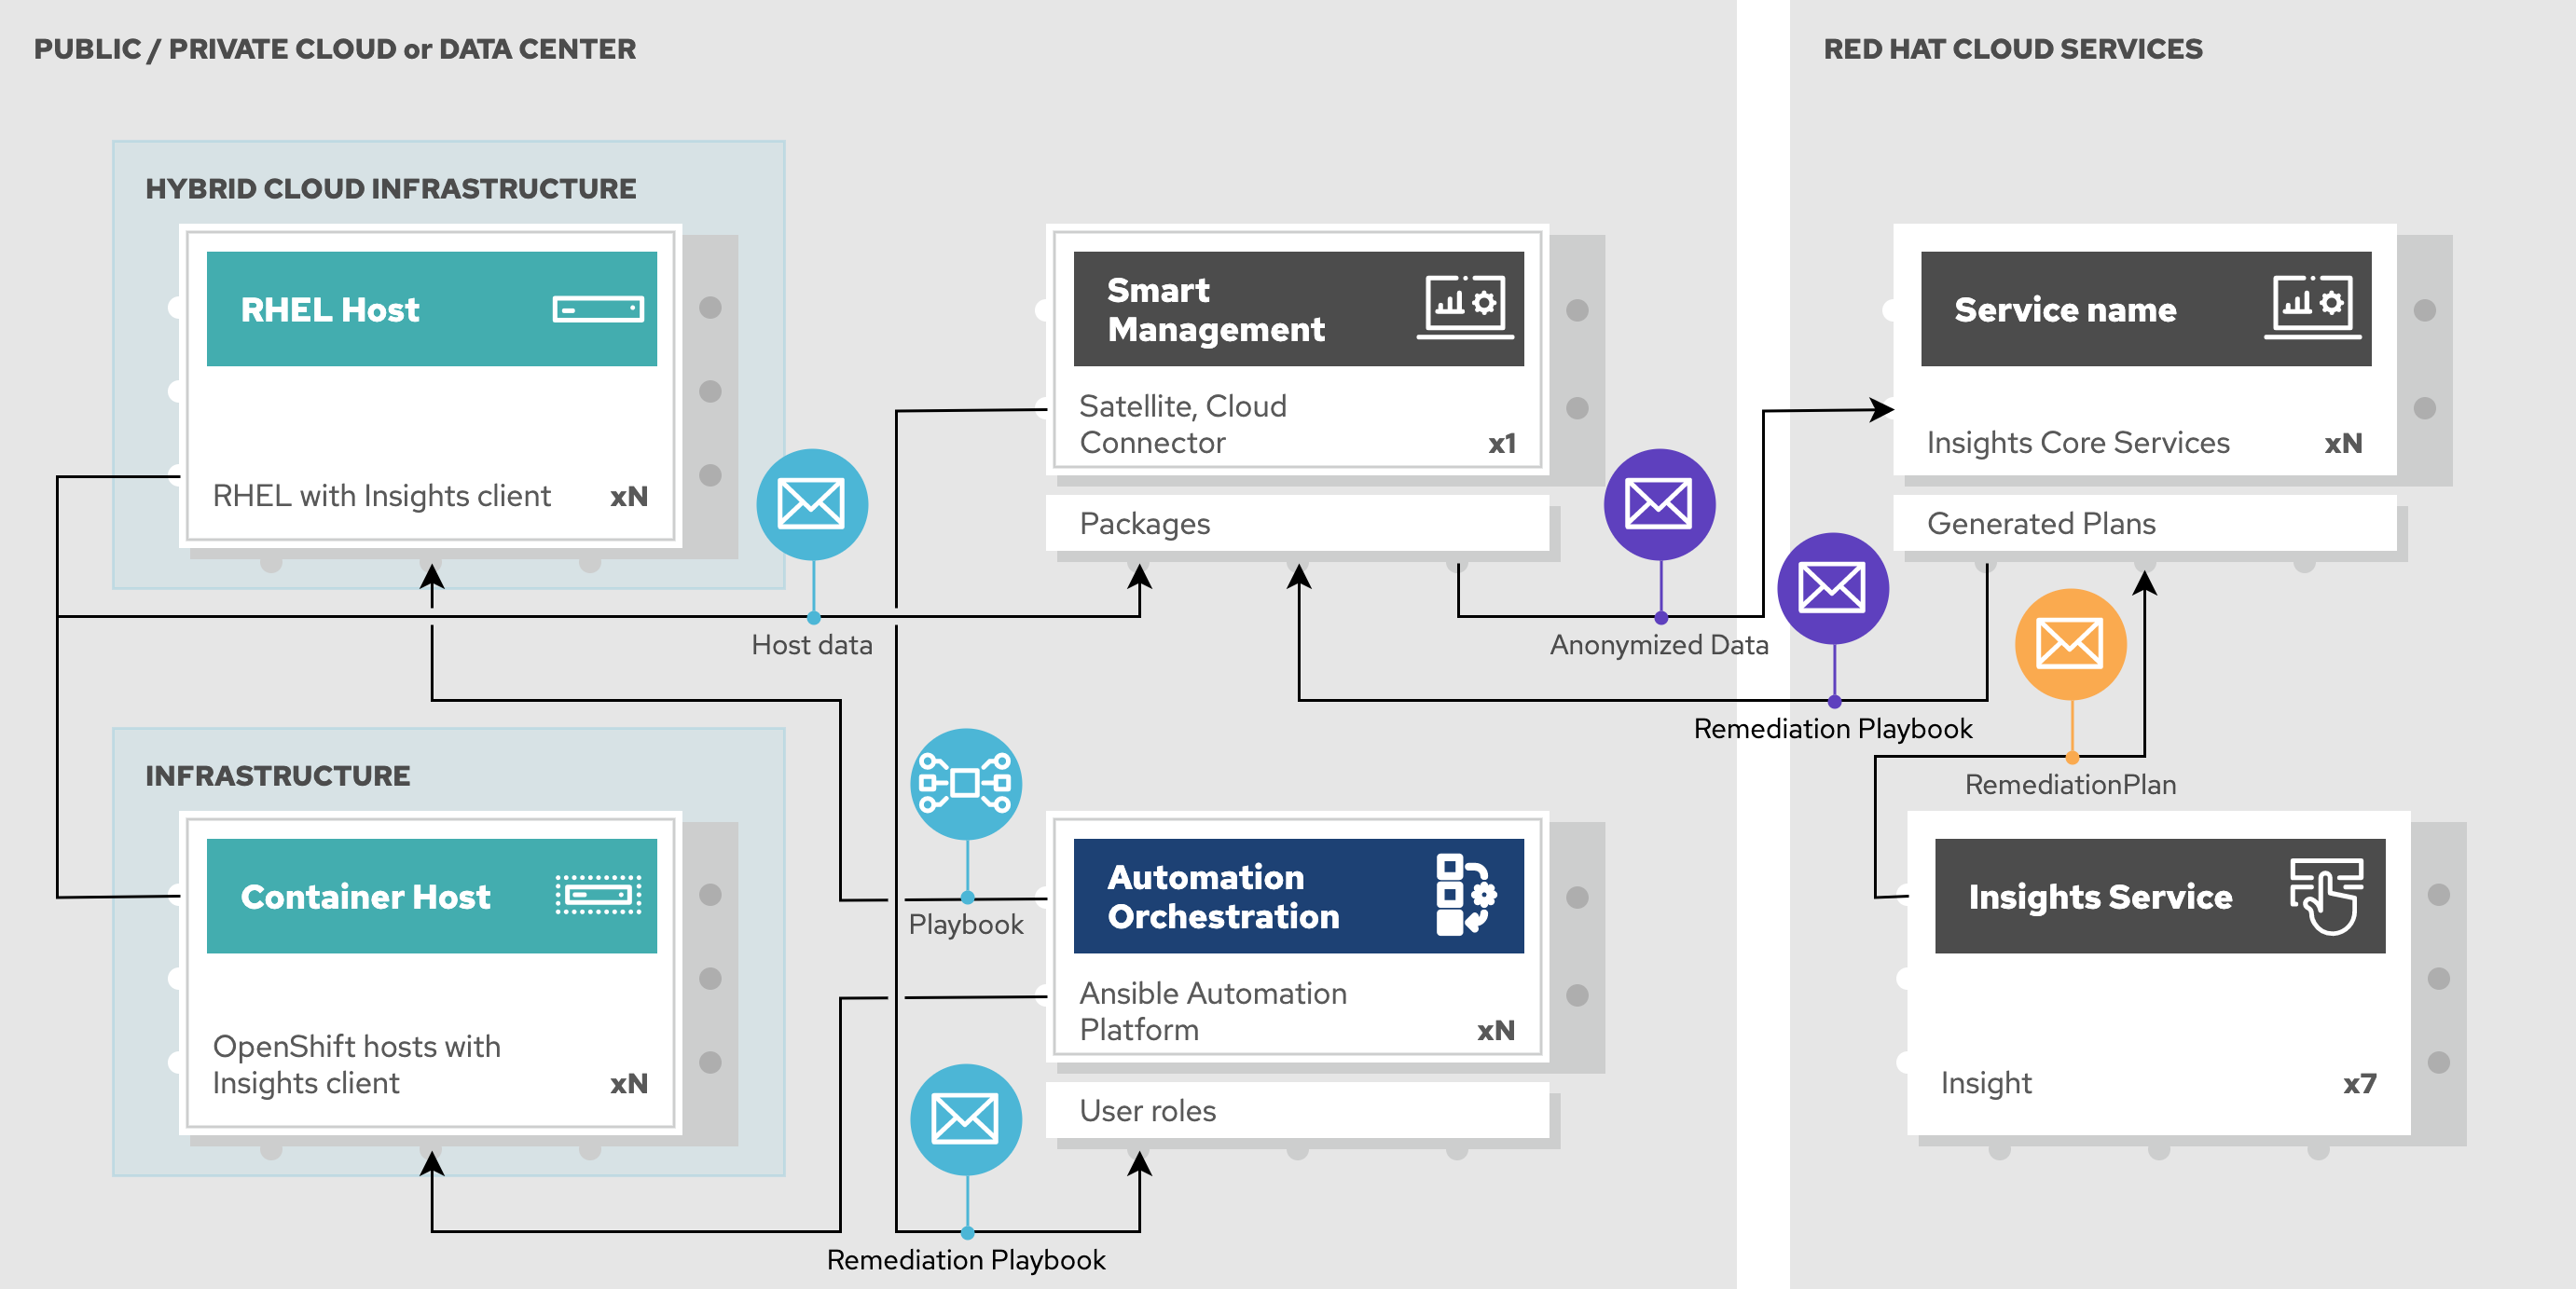 PUBLIC / PRIVATE CLOUD or DATA CENTER
RED HAT CLOUD SERVICES
HYBRID CLOUD INFRASTRUCTURE
RHEL Host
RHEL with Insights client xN
Smart
Management
Satellite, Cloud
Connector x1
Packages
Service name
Insights Core Services xN
Generated Plans
Host data
Anonymized Data
Remediation Playbook
RemediationPlan
INFRASTRUCTURE
Container Host
OpenShift hosts with
Insights client xN
Playbook
Automation
Orchestration
Ansible Automation
Platform xN
User roles
Insights Service
Insight x7
Remediation Playbook